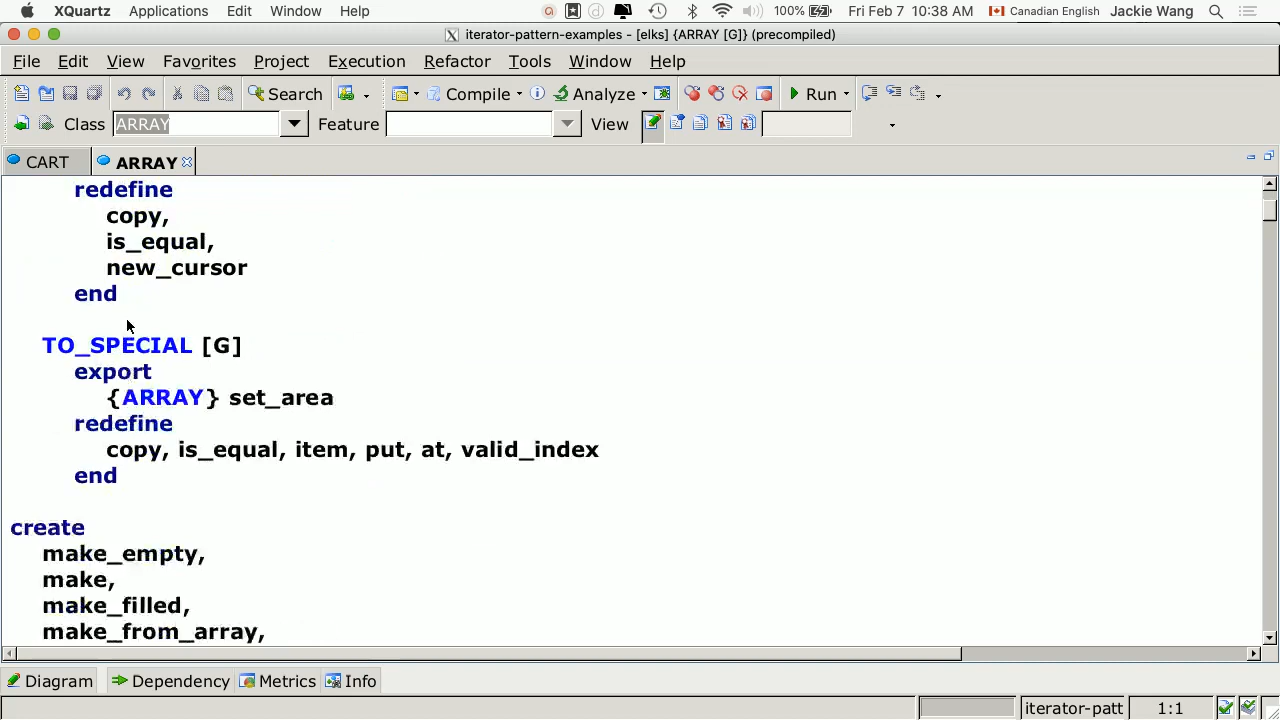 XQuartz Applications Edit Window Help 100% Fri Feb 7 10:38 AM Canadian English Jackie Wang
iterator-pattern-examples - [elks] {ARRAY [G]} (precompiled)
File Edit View Favorites Project Execution Refactor Tools Window Help
Search Compile Analyze Run
Class ARRAY Feature View
CART ARRAY
redefine
copy,
is_equal,
new_cursor
end
TO_SPECIAL [G]
export
{ARRAY} set_area
redefine
copy, is_equal, item, put, at, valid_index
end
create
make_empty,
make,
make_filled,
make_from_array,
Diagram Dependency Metrics Info
iterator-patt 1:1